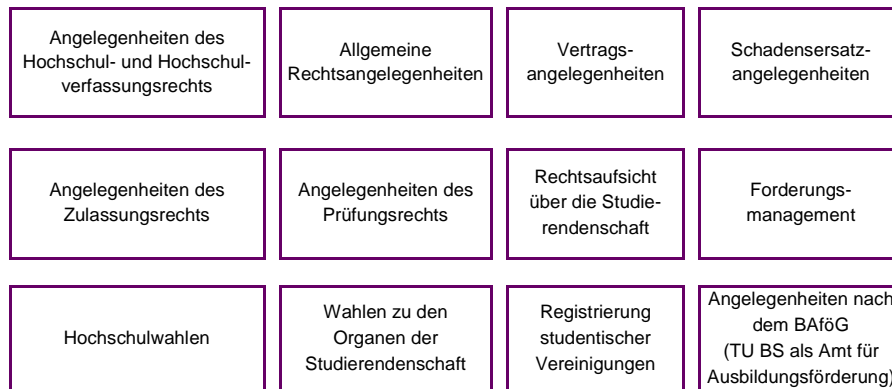 Angelegenheiten des
Hochschul- und Hochschul-
verfassungsrechts
Allgemeine
Rechtsangelegenheiten
Vertrags-
angelegenheiten
Schadensersatz-
angelegenheiten
Angelegenheiten des
Zulassungsrechts
Angelegenheiten des
Prüfungsrechts
Rechtsaufsicht
über die Studie-
rendenschaft
Forderungs-
management
Hochschulwahlen
Wahlen zu den
Organen der
Studierendenschaft
Registrierung
studentischer
Vereinigungen
Angelegenheiten nach
dem BAföG
(TU BS als Amt für
Ausbildungsförderung)